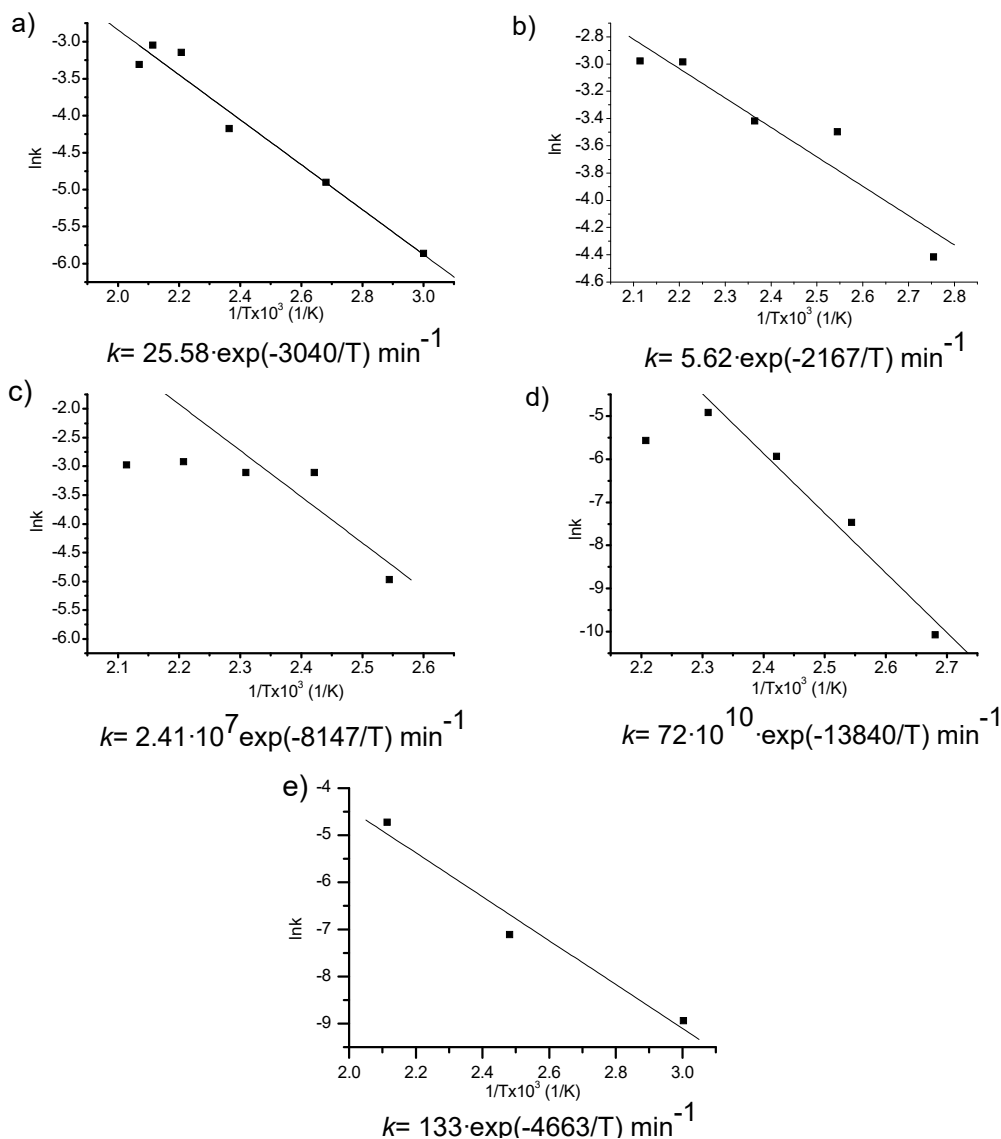 a)
-3.0
-3.5
-4.0
-4.5
-5.0
-5.5
-6.0
lnk
2.0 2.2 2.4 2.6 2.8 3.0
1/Tx10³ (1/K)
k= 25.58·exp(-3040/T) min⁻¹
b)
-2.8
-3.0
-3.2
-3.4
-3.6
-3.8
-4.0
-4.2
-4.4
-4.6
lnk
2.1 2.2 2.3 2.4 2.5 2.6 2.7 2.8
1/Tx10³ (1/K)
k= 5.62·exp(-2167/T) min⁻¹
c)
-2.0
-2.5
-3.0
-3.5
-4.0
-4.5
-5.0
-5.5
-6.0
lnk
2.1 2.2 2.3 2.4 2.5 2.6
1/Tx10³ (1/K)
k= 2.41·10⁷exp(-8147/T) min⁻¹
d)
-5
-6
-8
-9
-10
lnk
2.2 2.3 2.4 2.5 2.6 2.7
1/Tx10³ (1/K)
k= 72·10¹⁰·exp(-13840/T) min⁻¹
e)
-4
-5
-6
-7
-8
-9
lnk
2.0 2.2 2.4 2.6 2.8 3.0
1/Tx10³ (1/K)
k= 133·exp(-4663/T) min⁻¹